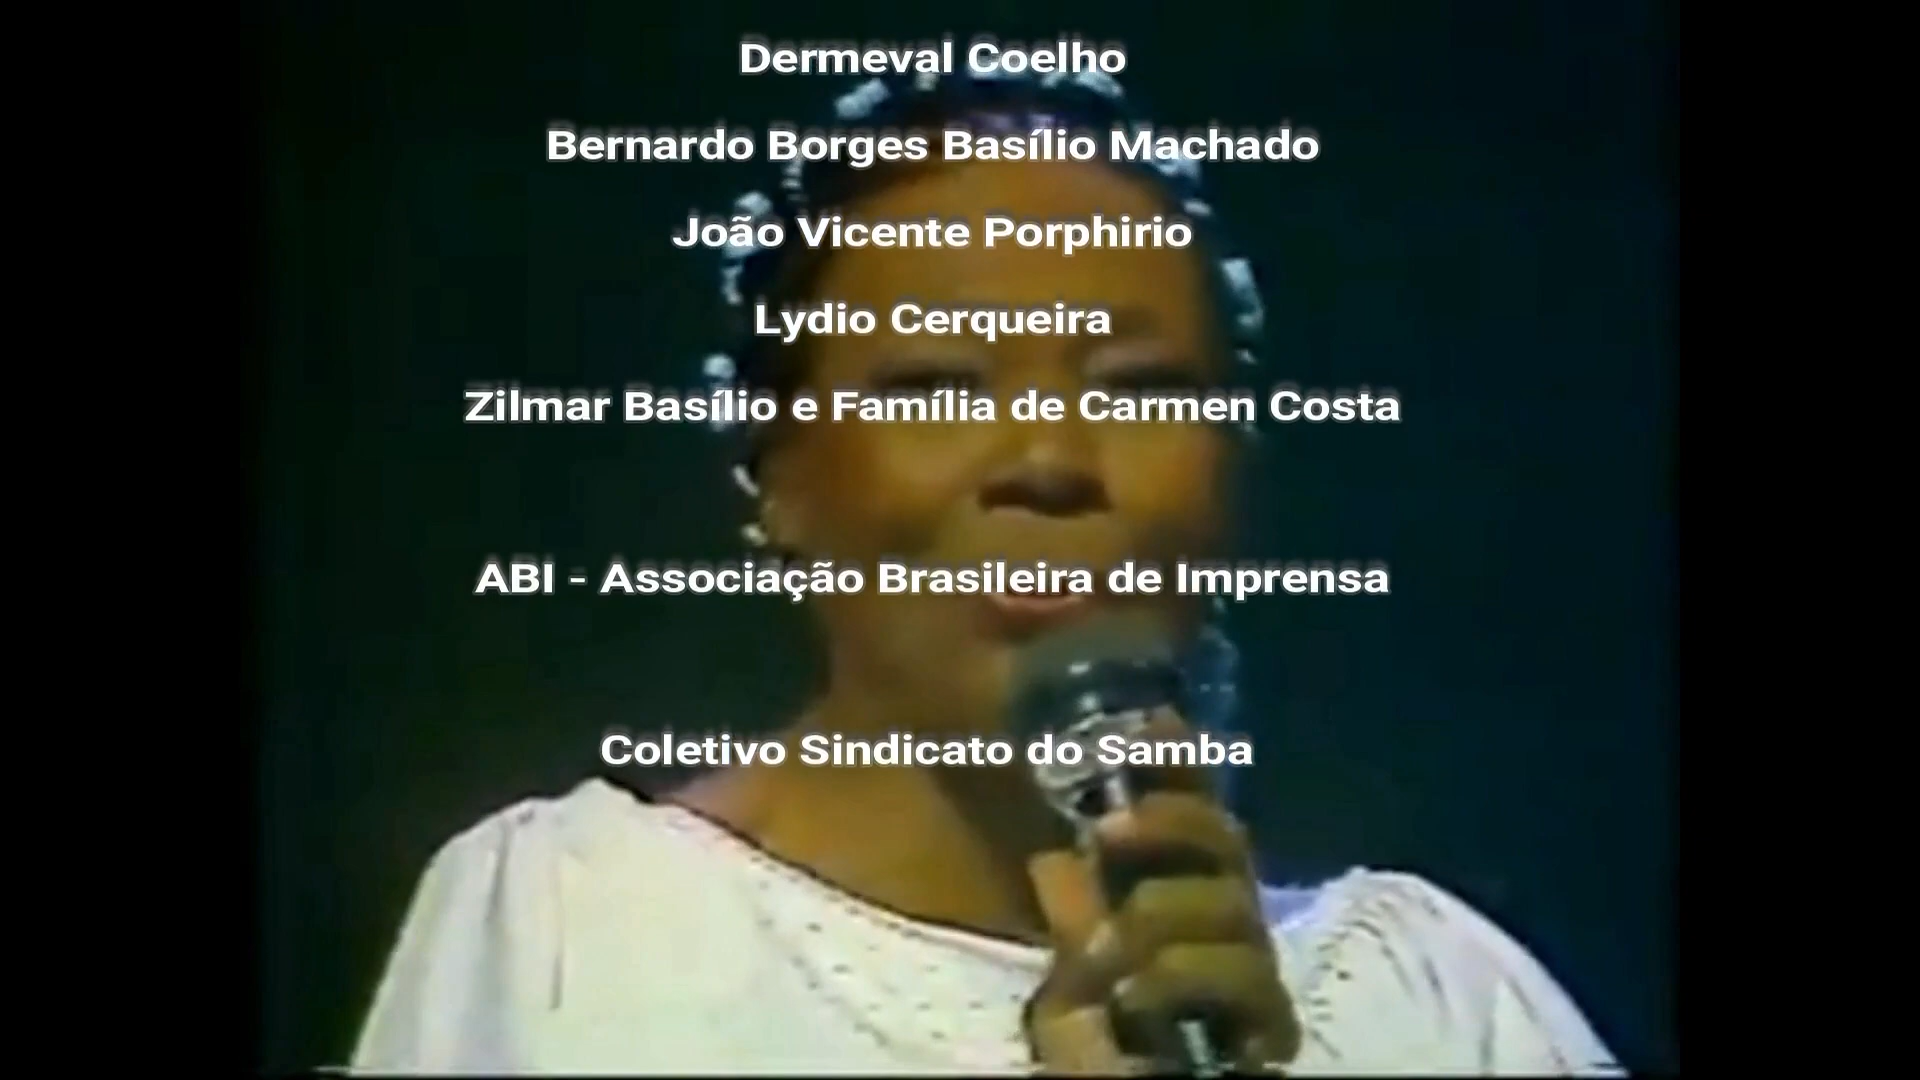 Dermeval Coelho
Bernardo Borges Basílio Machado
João Vicente Porphirio
Lydio Cerqueira
Zilmar Basílio e Família de Carmen Costa
ABI - Associação Brasileira de Imprensa
Coletivo Sindicato do Samba